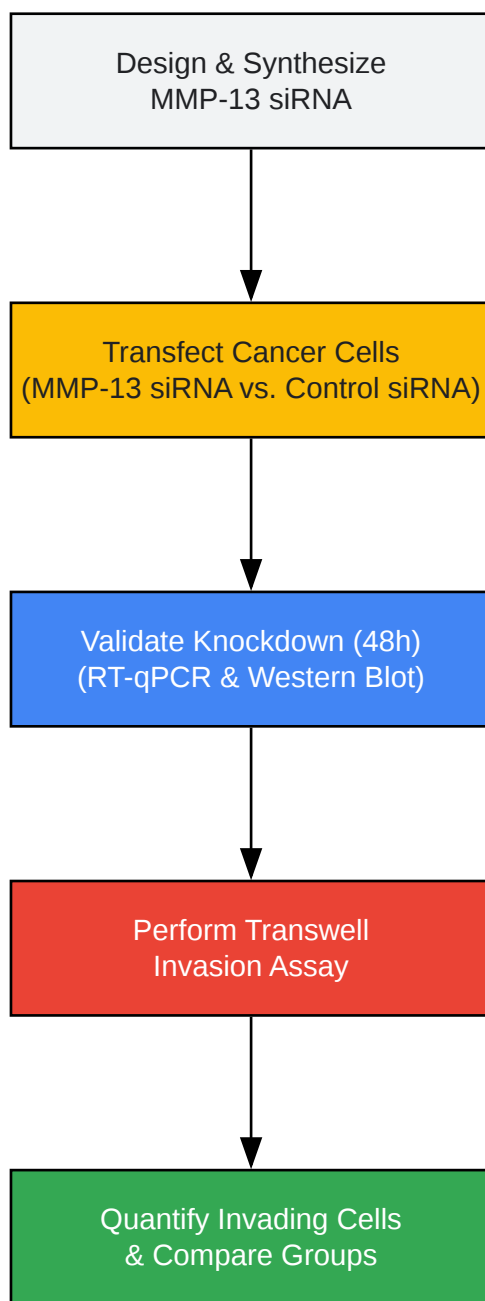 Design & Synthesize
MMP-13 siRNA
Transfect Cancer Cells
(MMP-13 siRNA vs. Control siRNA)
Validate Knockdown (48h)
(RT-qPCR & Western Blot)
Perform Transwell
Invasion Assay
Quantify Invading Cells
& Compare Groups